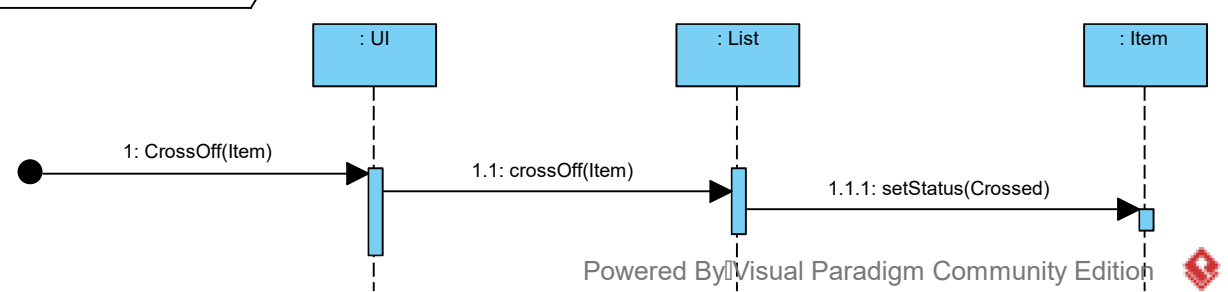 : UI
: List
: Item
1: CrossOff(Item)
1.1: crossOff(Item)
1.1.1: setStatus(Crossed)
Powered By Visual Paradigm Community Edition